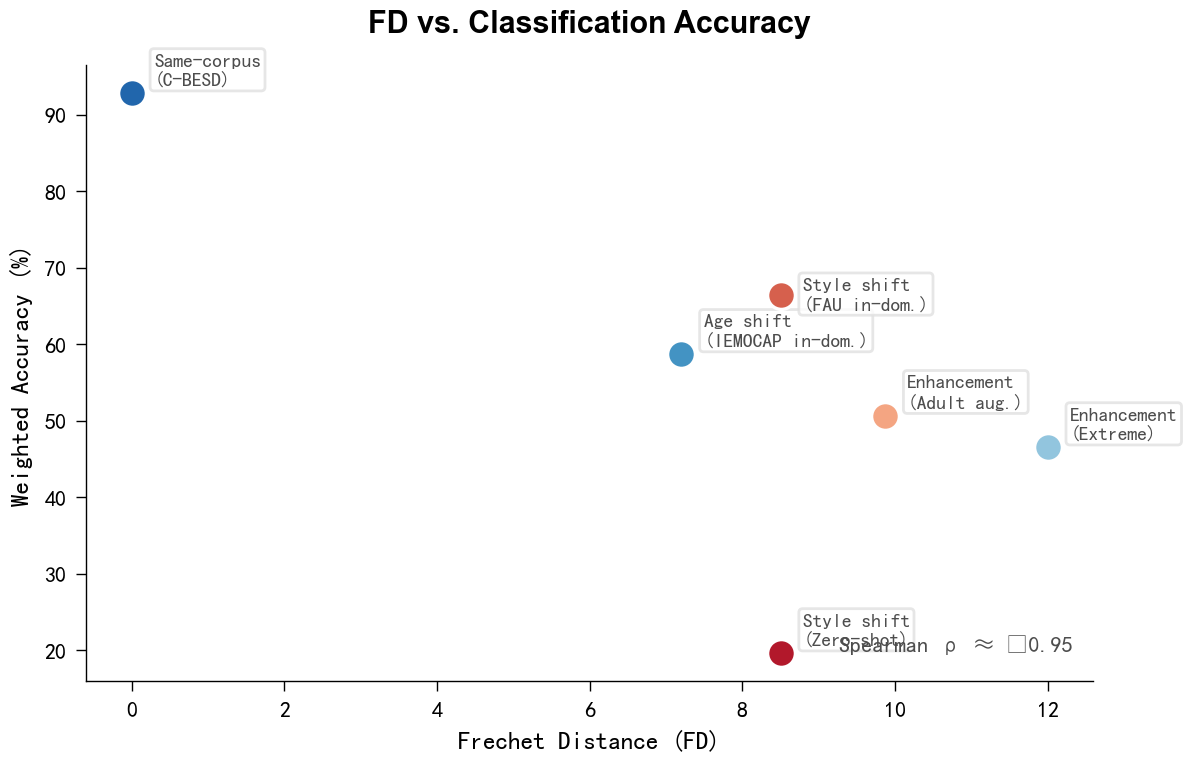 FD vs. Classification Accuracy
Same-corpus
(C-BESD)
90
80
70
60
50
40
30
20
Weighted Accuracy (%)
Style shift
(FAU in-dom.)
Age shift
(IEMOCAP in-dom.)
Enhancement
(Adult aug.)
Enhancement
(Extreme)
Style shift
(Zero-shot)
Spearman ρ ≈ □0.95
0 2 4 6 8 10 12
Frechet Distance (FD)